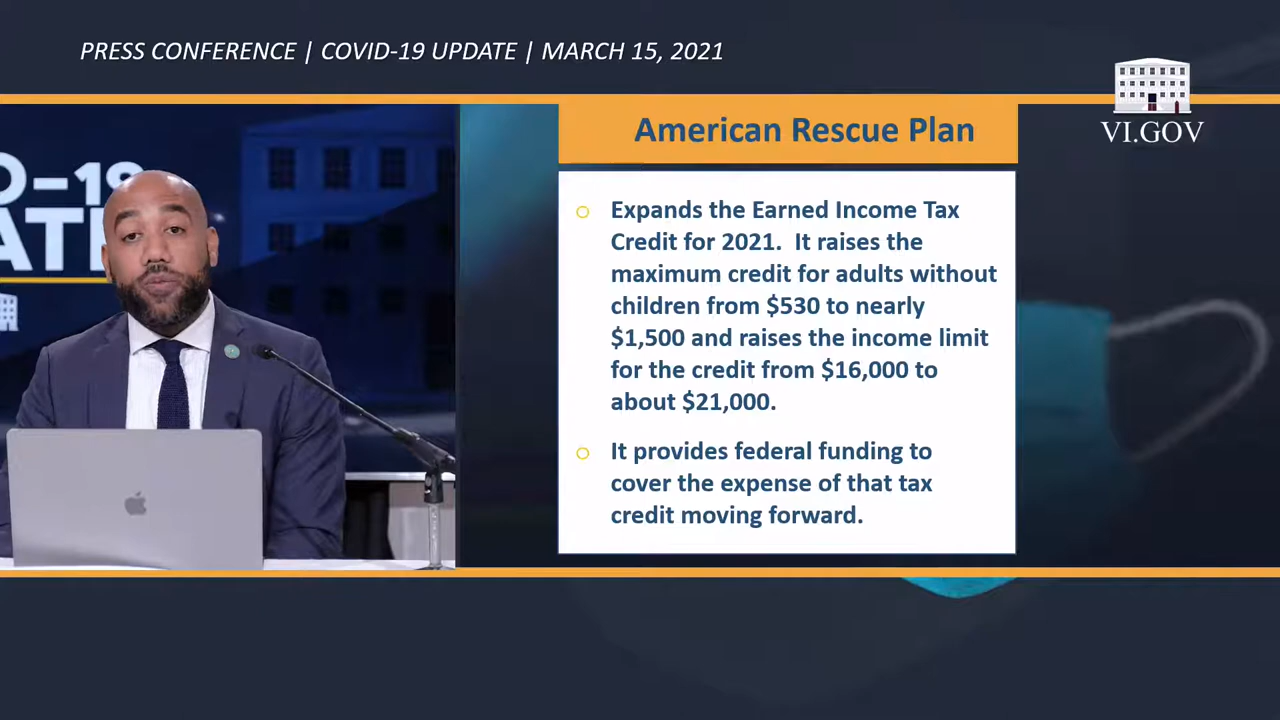 PRESS CONFERENCE | COVID-19 UPDATE | MARCH 15, 2021
VI.GOV
American Rescue Plan
Expands the Earned Income Tax
Credit for 2021. It raises the
maximum credit for adults without
children from $530 to nearly
$1,500 and raises the income limit
for the credit from $16,000 to
about $21,000.
It provides federal funding to
cover the expense of that tax
credit moving forward.